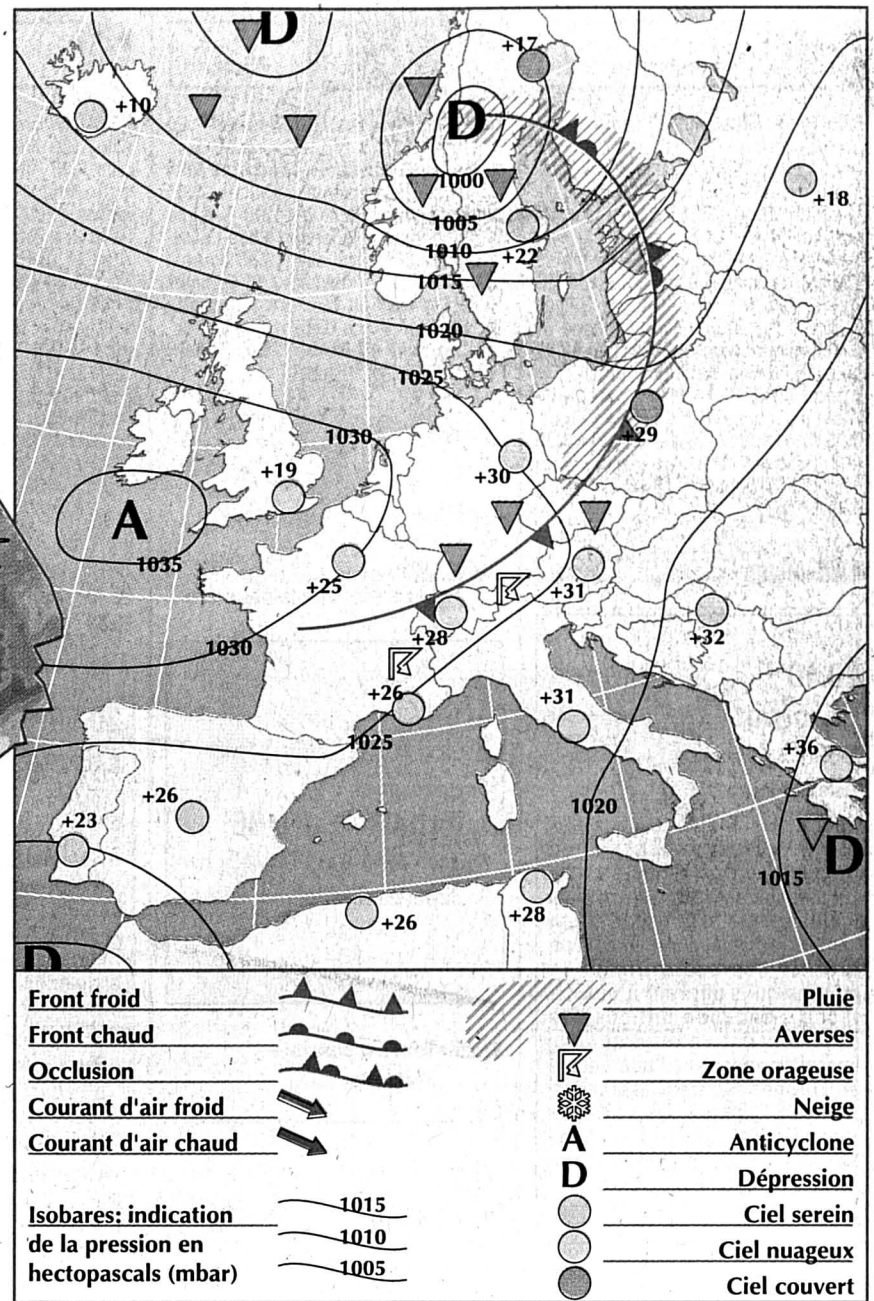 D
+17
+10
D
1000
+18
1005
1010
+22
1015
1020
1025
1030
+29
+19
+30
A
1035
+25
+31
+28
+32
1030
+26
+31
1025
+36
+26
1020
+23
D
1015
+28
+26
D
Front froid
Front chaud
Occlusion
Courant d'air froid
Courant d'air chaud
Isobares: indication
de la pression en
hectopascals (mbar)
1015
1010
1005
Pluie
Averses
Zone orageuse
Neige
A Anticyclone
D Dépression
Ciel serein
Ciel nuageux
Ciel couvert